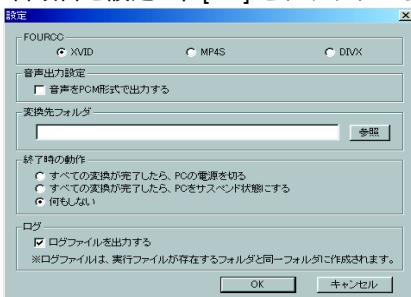 設定
FOURCC
XVID MP4S DIVX
音声出力設定
音声をPCM形式で出力する
変換先フォルダ
参照
終了時の動作
すべての変換が完了したら、PCの電源を切る
すべての変換が完了したら、PCをサスペンド状態にする
何もしない
ログ
ログファイルを出力する
※ログファイルは、実行ファイルが存在するフォルダと同一フォルダに作成されます。
OK キャンセル